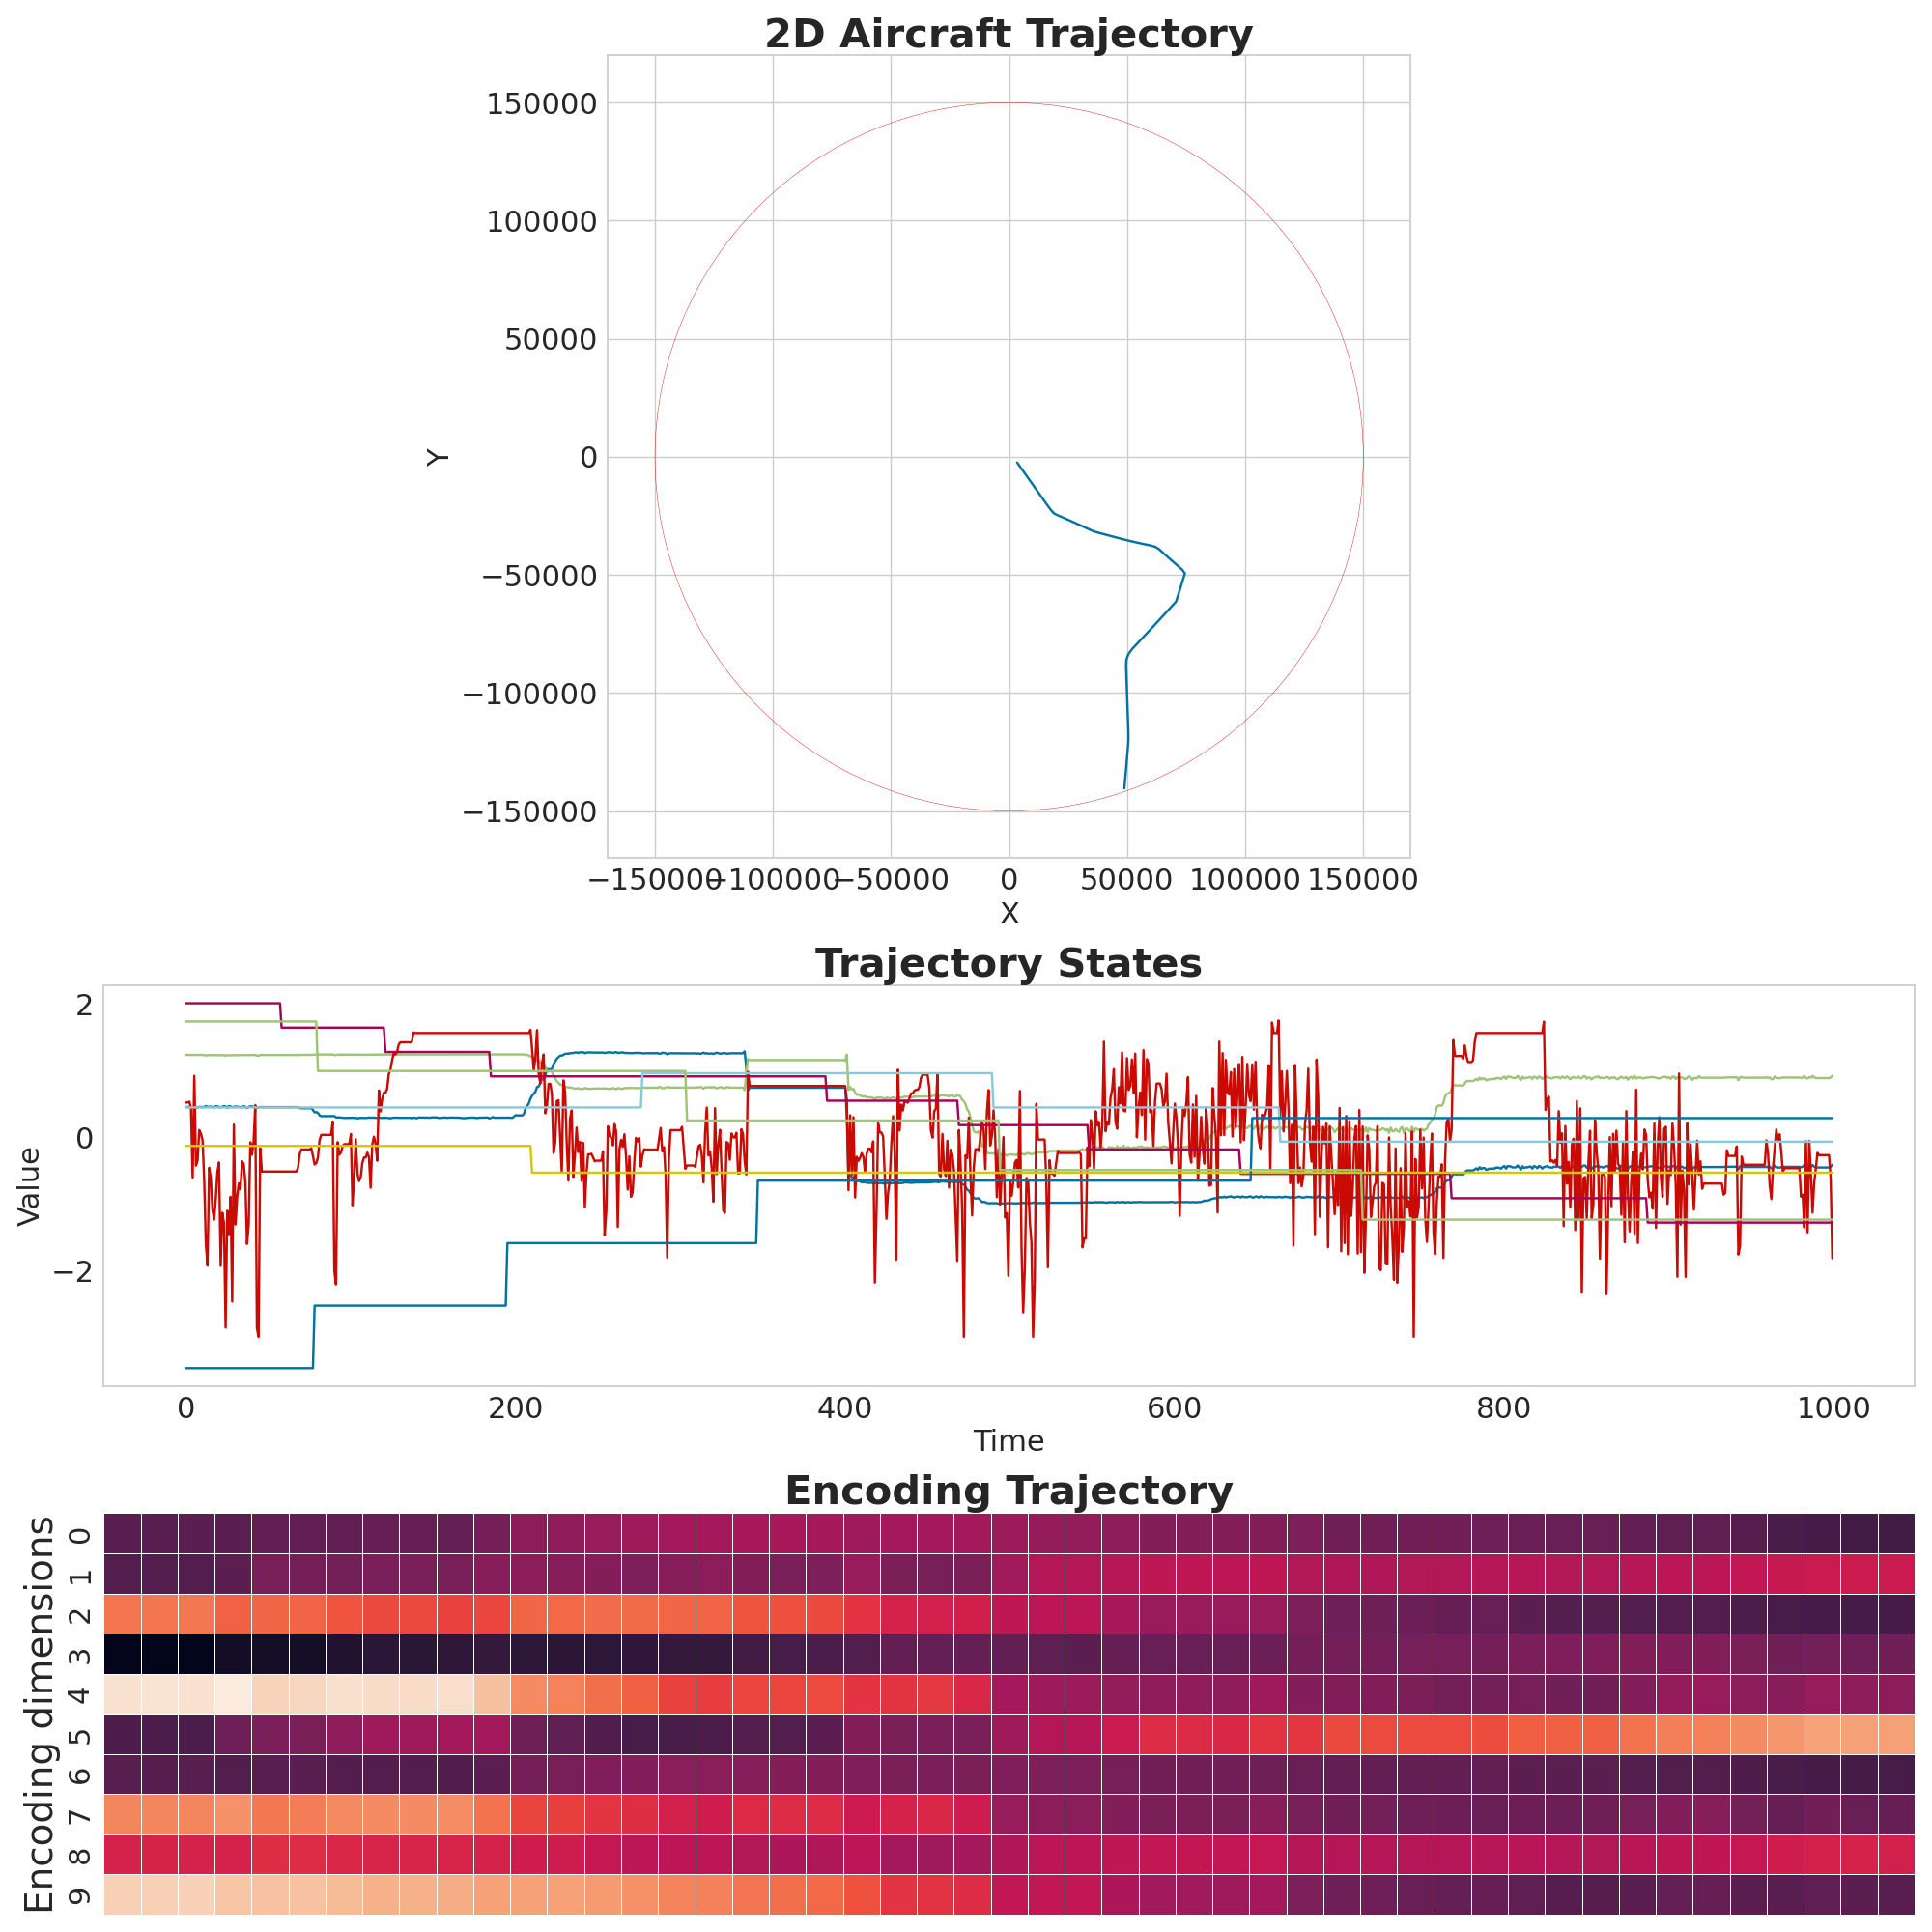 2D Aircraft Trajectory
150000
100000
50000
0
−50000
−100000
−150000
Y
−150000 −100000 −50000 0 50000 100000 150000
X
Trajectory States
2
0
−2
Value
0 200 400 600 800 1000
Time
Encoding Trajectory
Encoding dimensions
0
1
2
3
4
5
6
7
8
9